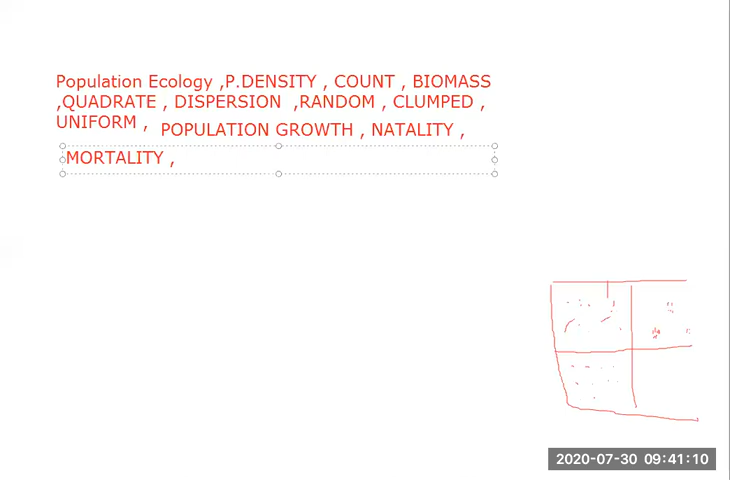 Population Ecology ,P.DENSITY , COUNT , BIOMASS
,QUADRATE , DISPERSION ,RANDOM , CLUMPED ,
UNIFORM , POPULATION GROWTH , NATALITY ,
MORTALITY ,
2020-07-30 09:41:10